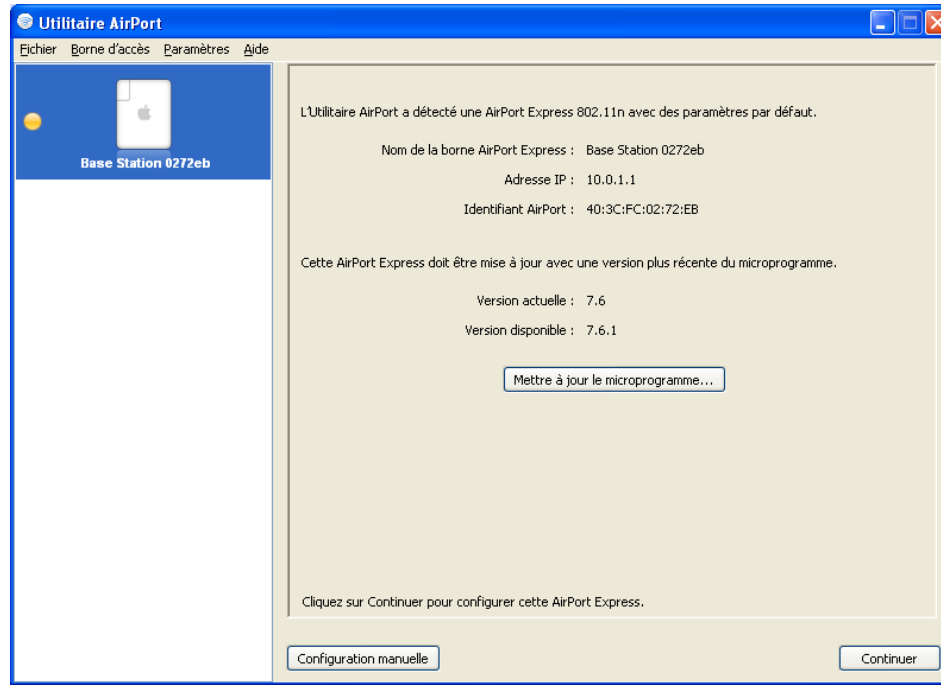 Utilitaire AirPort
Fichier Borne d'accès Paramètres Aide
Base Station 0272eb
L'Utilitaire AirPort a détecté une AirPort Express 802.11n avec des paramètres par défaut.
Nom de la borne AirPort Express : Base Station 0272eb
Adresse IP : 10.0.1.1
Identifiant AirPort : 40:3C:FC:02:72:EB
Cette AirPort Express doit être mise à jour avec une version plus récente du microprogramme.
Version actuelle : 7.6
Version disponible : 7.6.1
Mettre à jour le microprogramme...
Cliquez sur Continuer pour configurer cette AirPort Express.
Configuration manuelle Continuer